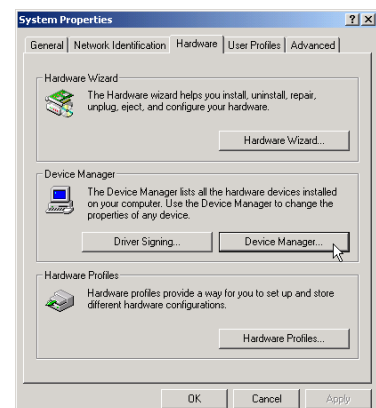 System Properties
General Network Identification Hardware User Profiles Advanced
Hardware Wizard
The Hardware wizard helps you install, uninstall, repair,
unplug, eject, and configure your hardware.
Hardware Wizard...
Device Manager
The Device Manager lists all the hardware devices installed
on your computer. Use the Device Manager to change the
properties of any device.
Driver Signing... Device Manager...
Hardware Profiles
Hardware profiles provide a way for you to set up and store
different hardware configurations.
Hardware Profiles...
OK Cancel Apply